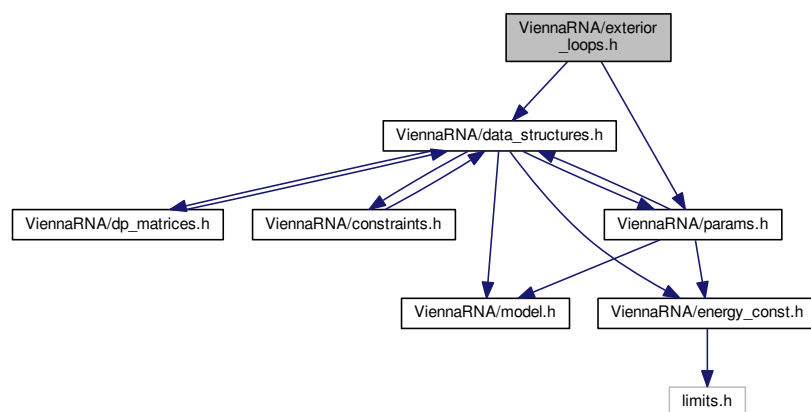 ViennaRNA/exterior
_loops.h
ViennaRNA/data_structures.h
ViennaRNA/dp_matrices.h
ViennaRNA/constraints.h
ViennaRNA/params.h
ViennaRNA/model.h
ViennaRNA/energy_const.h
limits.h